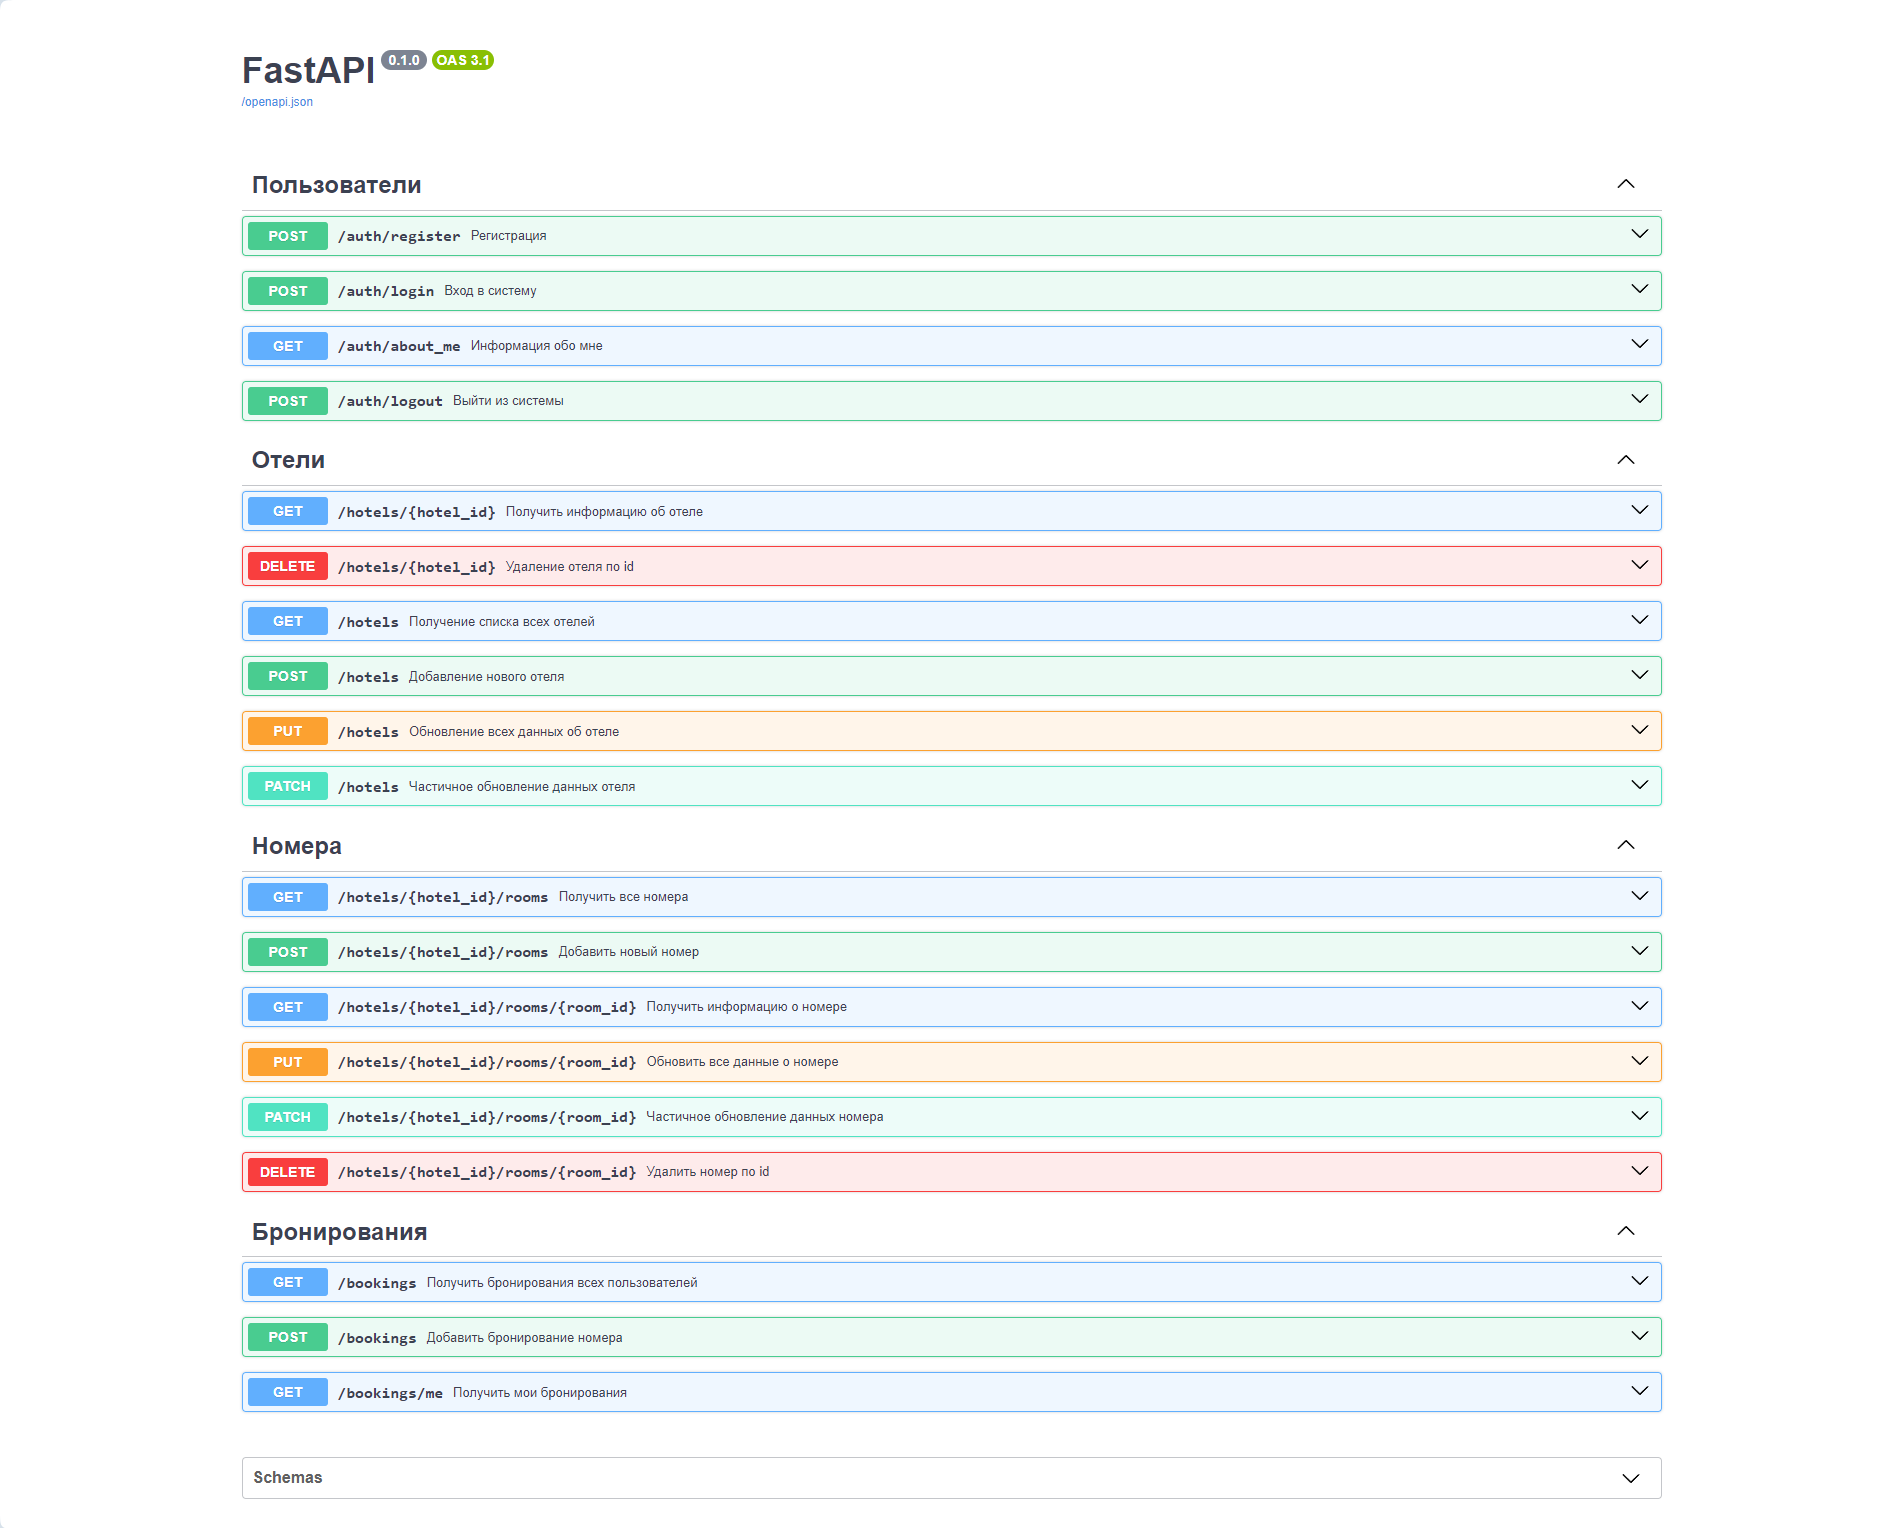 FastAPI 0.1.0 OAS 3.1
/openapi.json
Пользователи
POST /auth/register Регистрация
POST /auth/login Вход в систему
GET /auth/about_me Информация обо мне
POST /auth/logout Выйти из системы
Отели
GET /hotels/{hotel_id} Получить информацию об отеле
DELETE /hotels/{hotel_id} Удаление отеля по id
GET /hotels Получение списка всех отелей
POST /hotels Добавление нового отеля
PUT /hotels Обновление всех данных об отеле
PATCH /hotels Частичное обновление данных отеля
Номера
GET /hotels/{hotel_id}/rooms Получить все номера
POST /hotels/{hotel_id}/rooms Добавить новый номер
GET /hotels/{hotel_id}/rooms/{room_id} Получить информацию о номере
PUT /hotels/{hotel_id}/rooms/{room_id} Обновить все данные о номере
PATCH /hotels/{hotel_id}/rooms/{room_id} Частичное обновление данных номера
DELETE /hotels/{hotel_id}/rooms/{room_id} Удалить номер по id
Бронирования
GET /bookings Получить бронирования всех пользователей
POST /bookings Добавить бронирование номера
GET /bookings/me Получить мои бронирования
Schemas